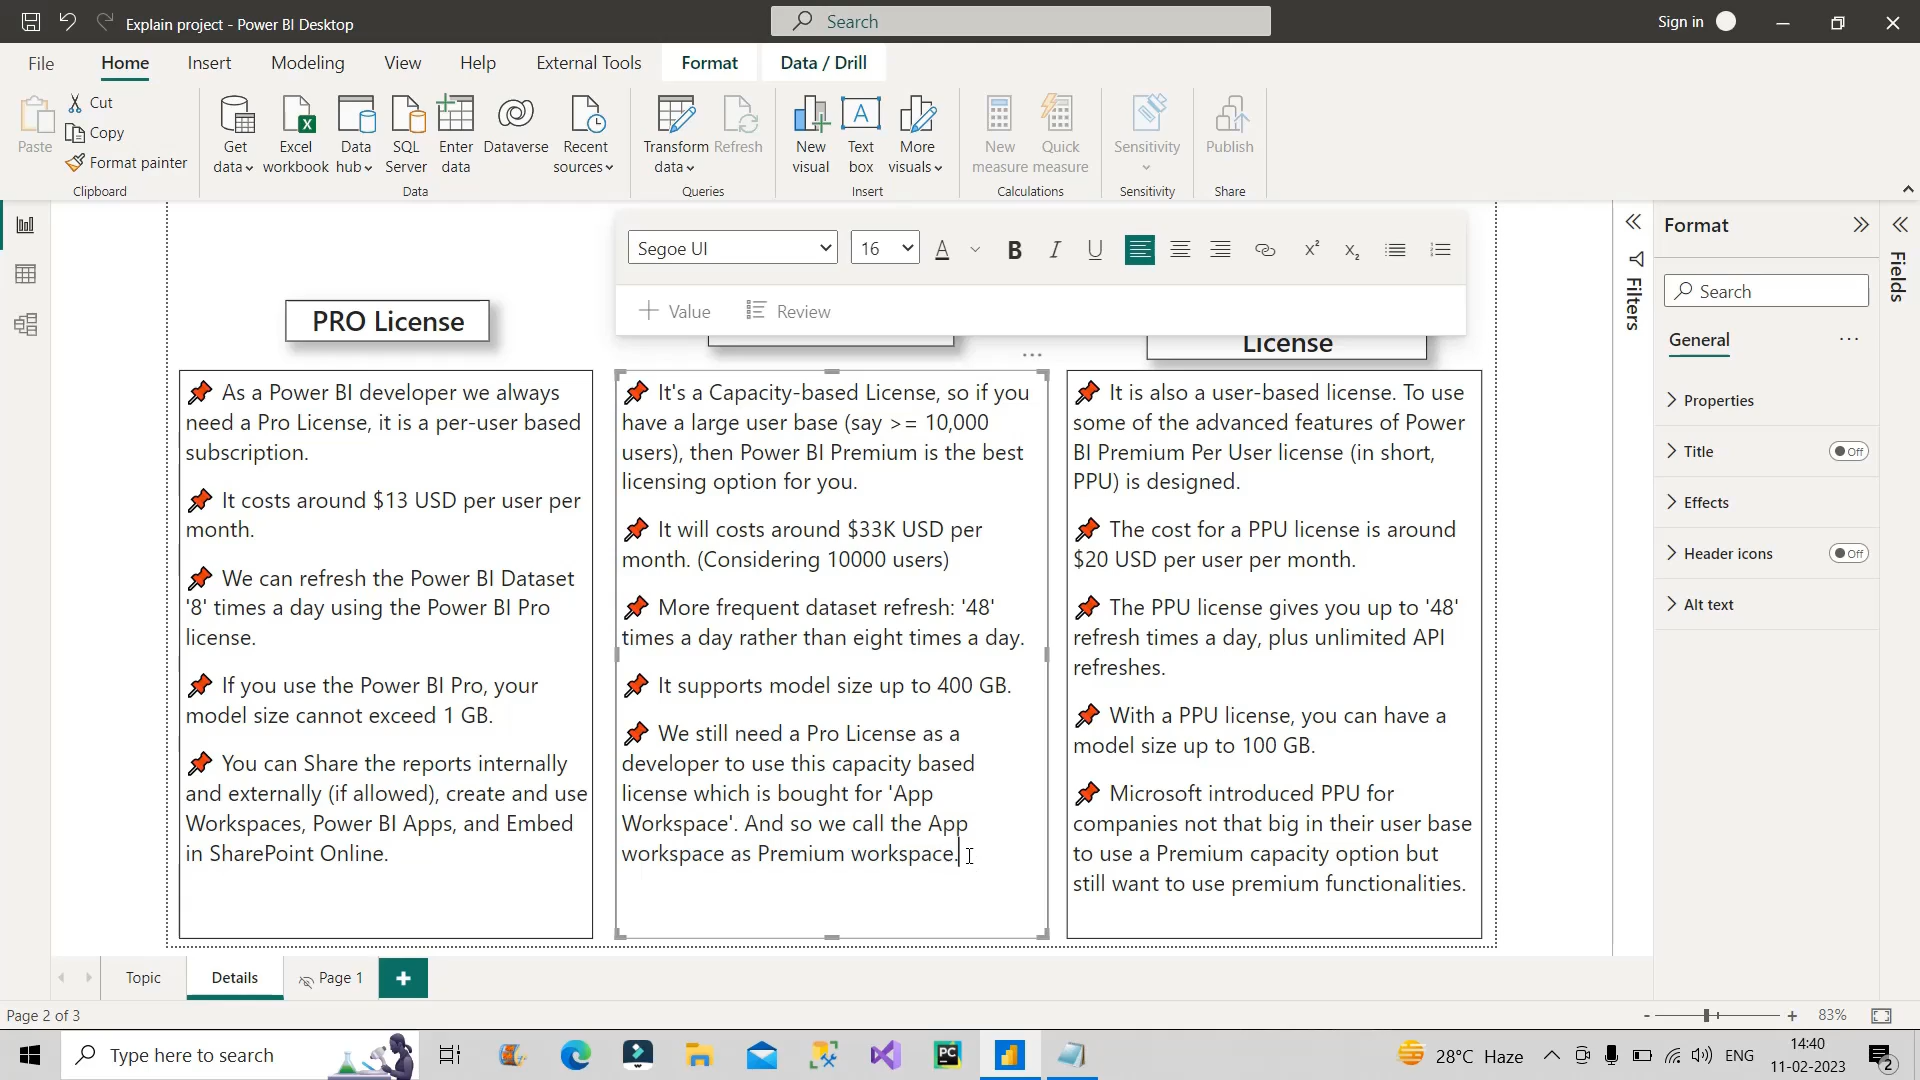 Explain project - Power BI Desktop
Search
Sign in
File
Home
Insert
Modeling
View
Help
External Tools
Format
Data / Drill
Paste
Cut
Copy
Format painter
Clipboard
Get data
Excel workbook
Data hub
SQL Server
Enter data
Dataverse
Recent sources
Data
Transform data
Refresh
Queries
New visual
Text box
More visuals
Insert
New measure
Quick measure
Calculations
Sensitivity
Sensitivity
Publish
Share
Segoe UI
16
Value
Review
PRO License
License
As a Power BI developer we always
need a Pro License, it is a per-user based
subscription.
It costs around $13 USD per user per
month.
We can refresh the Power BI Dataset
'8' times a day using the Power BI Pro
license.
If you use the Power BI Pro, your
model size cannot exceed 1 GB.
You can Share the reports internally
and externally (if allowed), create and use
Workspaces, Power BI Apps, and Embed
in SharePoint Online.
It's a Capacity-based License, so if you
have a large user base (say >= 10,000
users), then Power BI Premium is the best
licensing option for you.
It will costs around $33K USD per
month. (Considering 10000 users)
More frequent dataset refresh: '48'
times a day rather than eight times a day.
It supports model size up to 400 GB.
We still need a Pro License as a
developer to use this capacity based
license which is bought for 'App
Workspace'. And so we call the App
workspace as Premium workspace.
It is also a user-based license. To use
some of the advanced features of Power
BI Premium Per User license (in short,
PPU) is designed.
The cost for a PPU license is around
$20 USD per user per month.
The PPU license gives you up to '48'
refresh times a day, plus unlimited API
refreshes.
With a PPU license, you can have a
model size up to 100 GB.
Microsoft introduced PPU for
companies not that big in their user base
to use a Premium capacity option but
still want to use premium functionalities.
Filters
Format
Search
General
Properties
Title
Off
Effects
Header icons
Off
Alt text
Fields
Topic
Details
Page 1
Page 2 of 3
83%
Type here to search
28°C Haze
ENG
14:40
11-02-2023
2